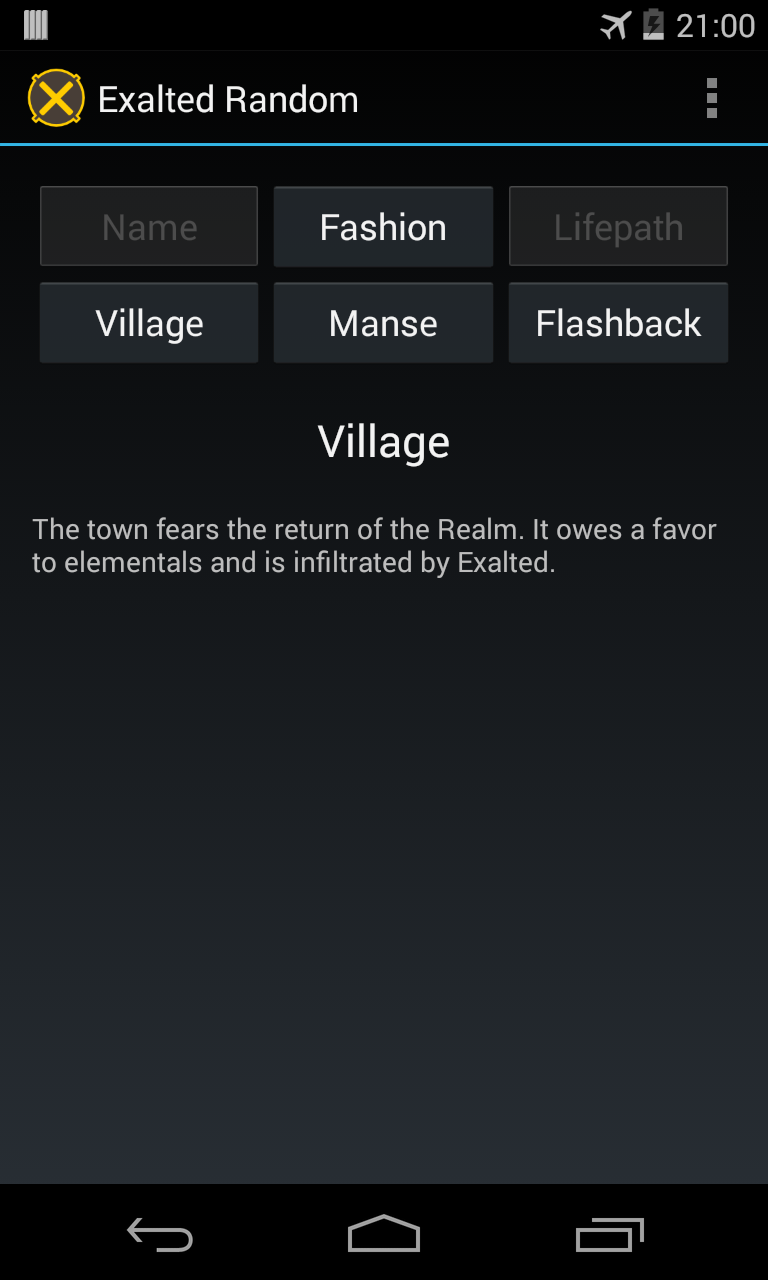 21:00
Exalted Random
Name
Fashion
Lifepath
Village
Manse
Flashback
Village
The town fears the return of the Realm. It owes a favor
to elementals and is infiltrated by Exalted.